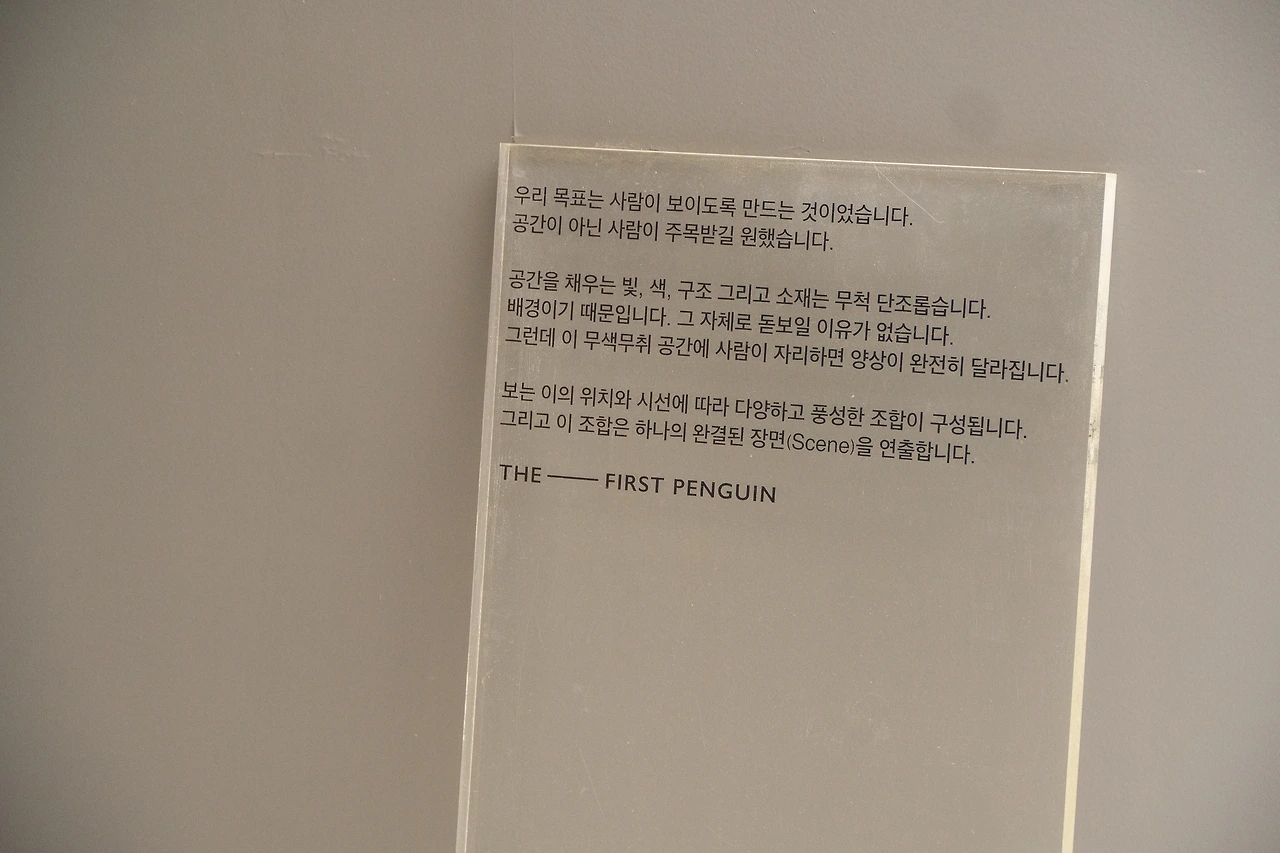 우리 목표는 사람이 보이도록 만드는 것이었습니다.
공간이 아닌 사람이 주목받길 원했습니다.
공간을 채우는 빛, 색, 구조 그리고 소재는 무척 단조롭습니다.
배경이기 때문입니다. 그 자체로 돋보일 이유가 없습니다.
그런데 이 무색무취 공간에 사람이 자리하면 양상이 완전히 달라집니다.
보는 이의 위치와 시선에 따라 다양하고 풍성한 조합이 구성됩니다.
그리고 이 조합은 하나의 완결된 장면(Scene)을 연출합니다.
THE —— FIRST PENGUIN